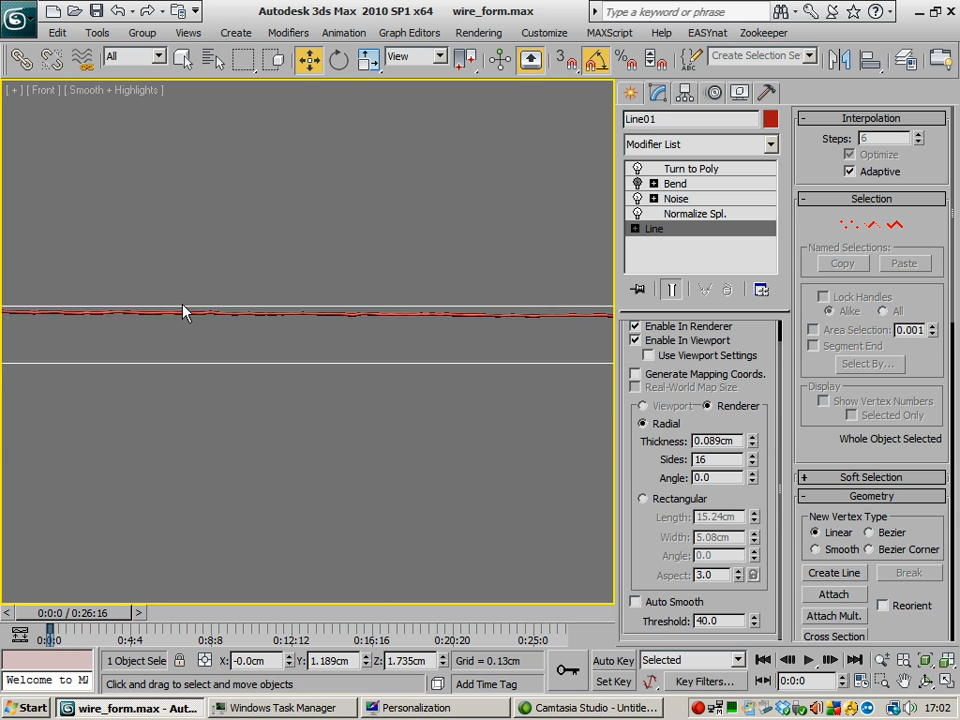 Autodesk 3ds Max 2010 SP1 x64 wire_form.max
Type a keyword or phrase
Edit Tools Group Views Create Modifiers Animation Graph Editors Rendering Customize MAXScript Help EASYnat Zookeeper
All View Create Selection Se
[ + ] [ Front ] [ Smooth + Highlights ]
Line01
Modifier List
Turn to Poly
Bend
Noise
Normalize Spl.
Line
Enable In Renderer
Enable In Viewport
Use Viewport Settings
Generate Mapping Coords.
Real-World Map Size
Viewport Renderer
Radial
Thickness: 0.089cm
Sides: 16
Angle: 0.0
Rectangular
Length: 15.24cm
Width: 5.08cm
Angle: 0.0
Aspect: 3.0
Auto Smooth
Threshold: 40.0
Interpolation
Steps: 6
Optimize
Adaptive
Selection
Named Selections:
Copy Paste
Lock Handles
Alike All
Area Selection: 0.001
Segment End
Select By...
Display
Show Vertex Numbers
Selected Only
Whole Object Selected
Soft Selection
Geometry
New Vertex Type
Linear Bezier
Smooth Bezier Corner
Create Line Break
Attach
Attach Mult. Reorient
Cross Section
< 0:0:0 / 0:26:16 >
0:0:0 0:4:4 0:8:8 0:12:12 0:16:16 0:20:20 0:25:0
1 Object Sele X: -0.0cm Y: 1.189cm Z: 1.735cm Grid = 0.13cm Auto Key Selected
Welcome to MA Click and drag to select and move objects Add Time Tag Set Key Key Filters... 0:0:0
Start wire_form.max - Aut... Windows Task Manager Personalization Camtasia Studio - Untitle... 17:02